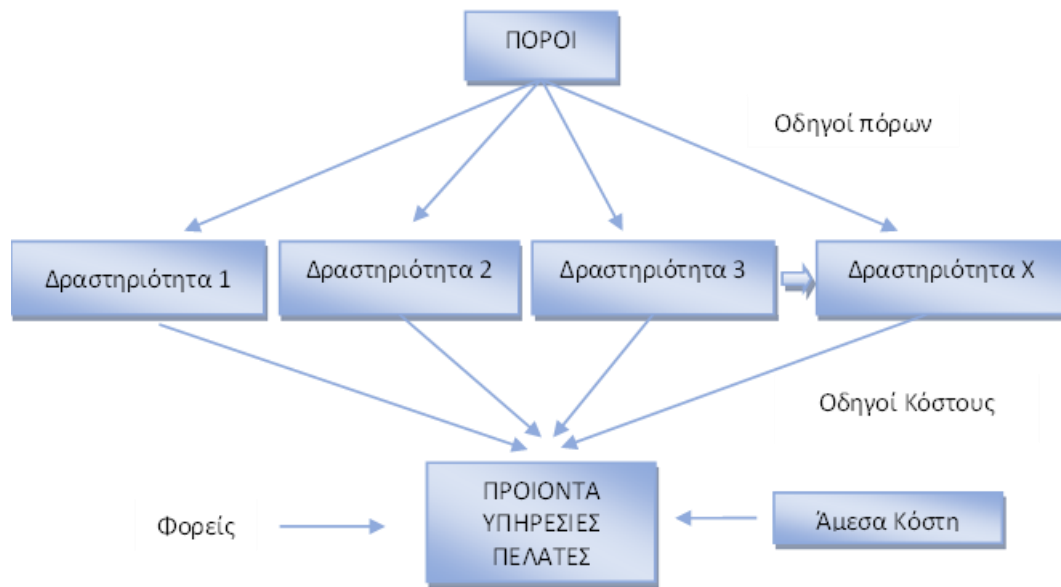 ΠΟΡΟΙ
Οδηγοί πόρων
Δραστηριότητα 1
Δραστηριότητα 2
Δραστηριότητα 3
Δραστηριότητα Χ
Οδηγοί Κόστους
ΠΡΟΙΟΝΤΑ
ΥΠΗΡΕΣΙΕΣ
ΠΕΛΑΤΕΣ
Φορείς
Άμεσα Κόστη